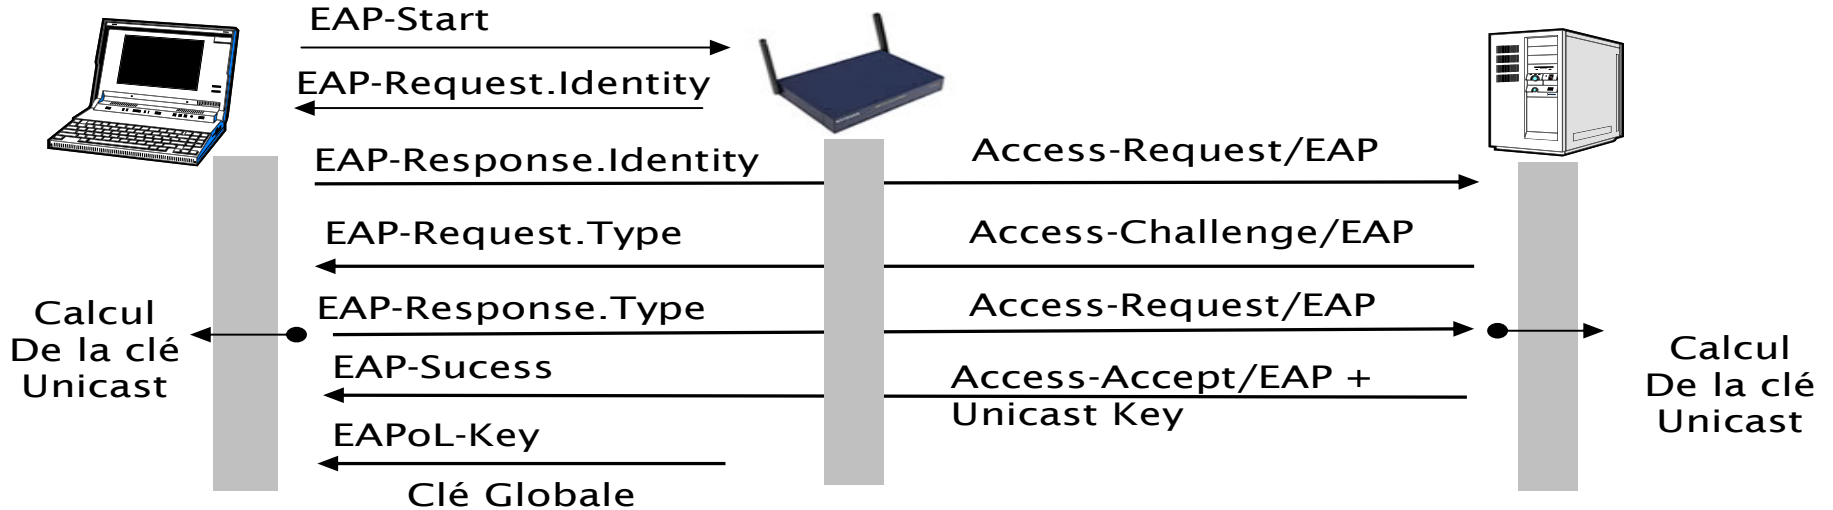 EAP-Start
EAP-Request.Identity
EAP-Response.Identity
Access-Request/EAP
EAP-Request.Type
Access-Challenge/EAP
EAP-Response.Type
Access-Request/EAP
Calcul
De la clé
Unicast
EAP-Sucess
Access-Accept/EAP +
Unicast Key
Calcul
De la clé
Unicast
EAPoL-Key
Clé Globale